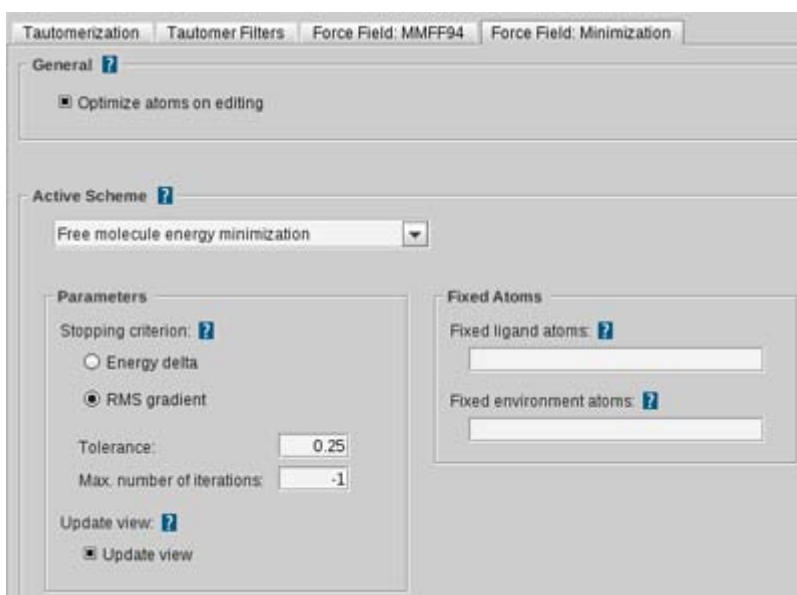 Tautomerization Tautomer Filters Force Field: MMFF94 Force Field: Minimization
General ?
Optimize atoms on editing
Active Scheme ?
Free molecule energy minimization
Parameters
Stopping criterion: ?
Energy delta
RMS gradient
Tolerance: 0.25
Max. number of iterations: -1
Update view: ?
Update view
Fixed Atoms
Fixed ligand atoms: ?
Fixed environment atoms: ?